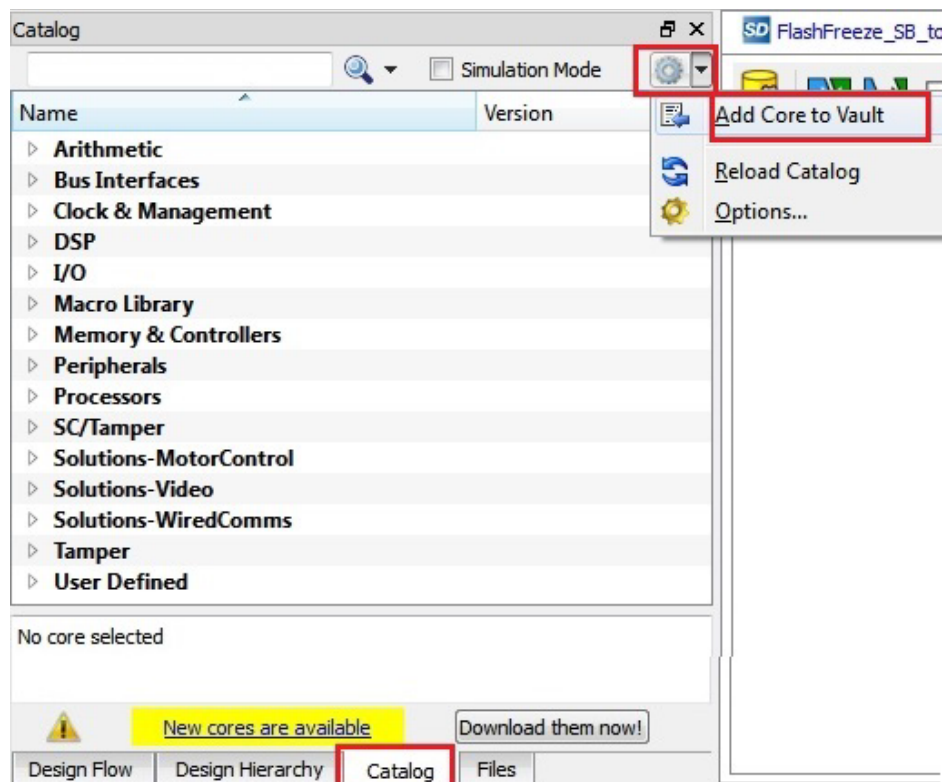 Catalog
SD FlashFreeze_SB_to
Simulation Mode
Name Version
Add Core to Vault
Reload Catalog
Options...
Arithmetic
Bus Interfaces
Clock & Management
DSP
I/O
Macro Library
Memory & Controllers
Peripherals
Processors
SC/Tamper
Solutions-MotorControl
Solutions-Video
Solutions-WiredComms
Tamper
User Defined
No core selected
New cores are available Download them now!
Design Flow Design Hierarchy Catalog Files